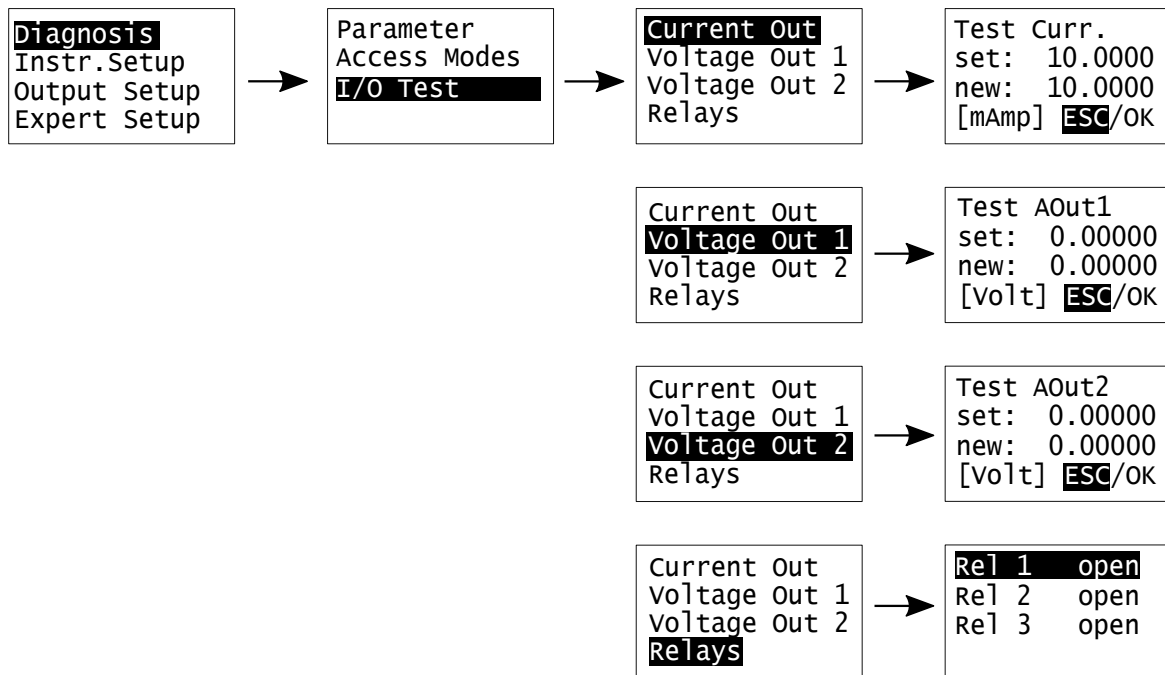 Diagnosis
Instr.Setup
Output Setup
Expert Setup
Parameter
Access Modes
I/O Test
Current Out
Voltage Out 1
Voltage Out 2
Relays
Test Curr.
set: 10.0000
new: 10.0000
[mAmp] ESC/OK
Current Out
Voltage Out 1
Voltage Out 2
Relays
Test AOut1
set: 0.00000
new: 0.00000
[Volt] ESC/OK
Current Out
Voltage Out 1
Voltage Out 2
Relays
Test AOut2
set: 0.00000
new: 0.00000
[Volt] ESC/OK
Current Out
Voltage Out 1
Voltage Out 2
Relays
Rel 1 open
Rel 2 open
Rel 3 open